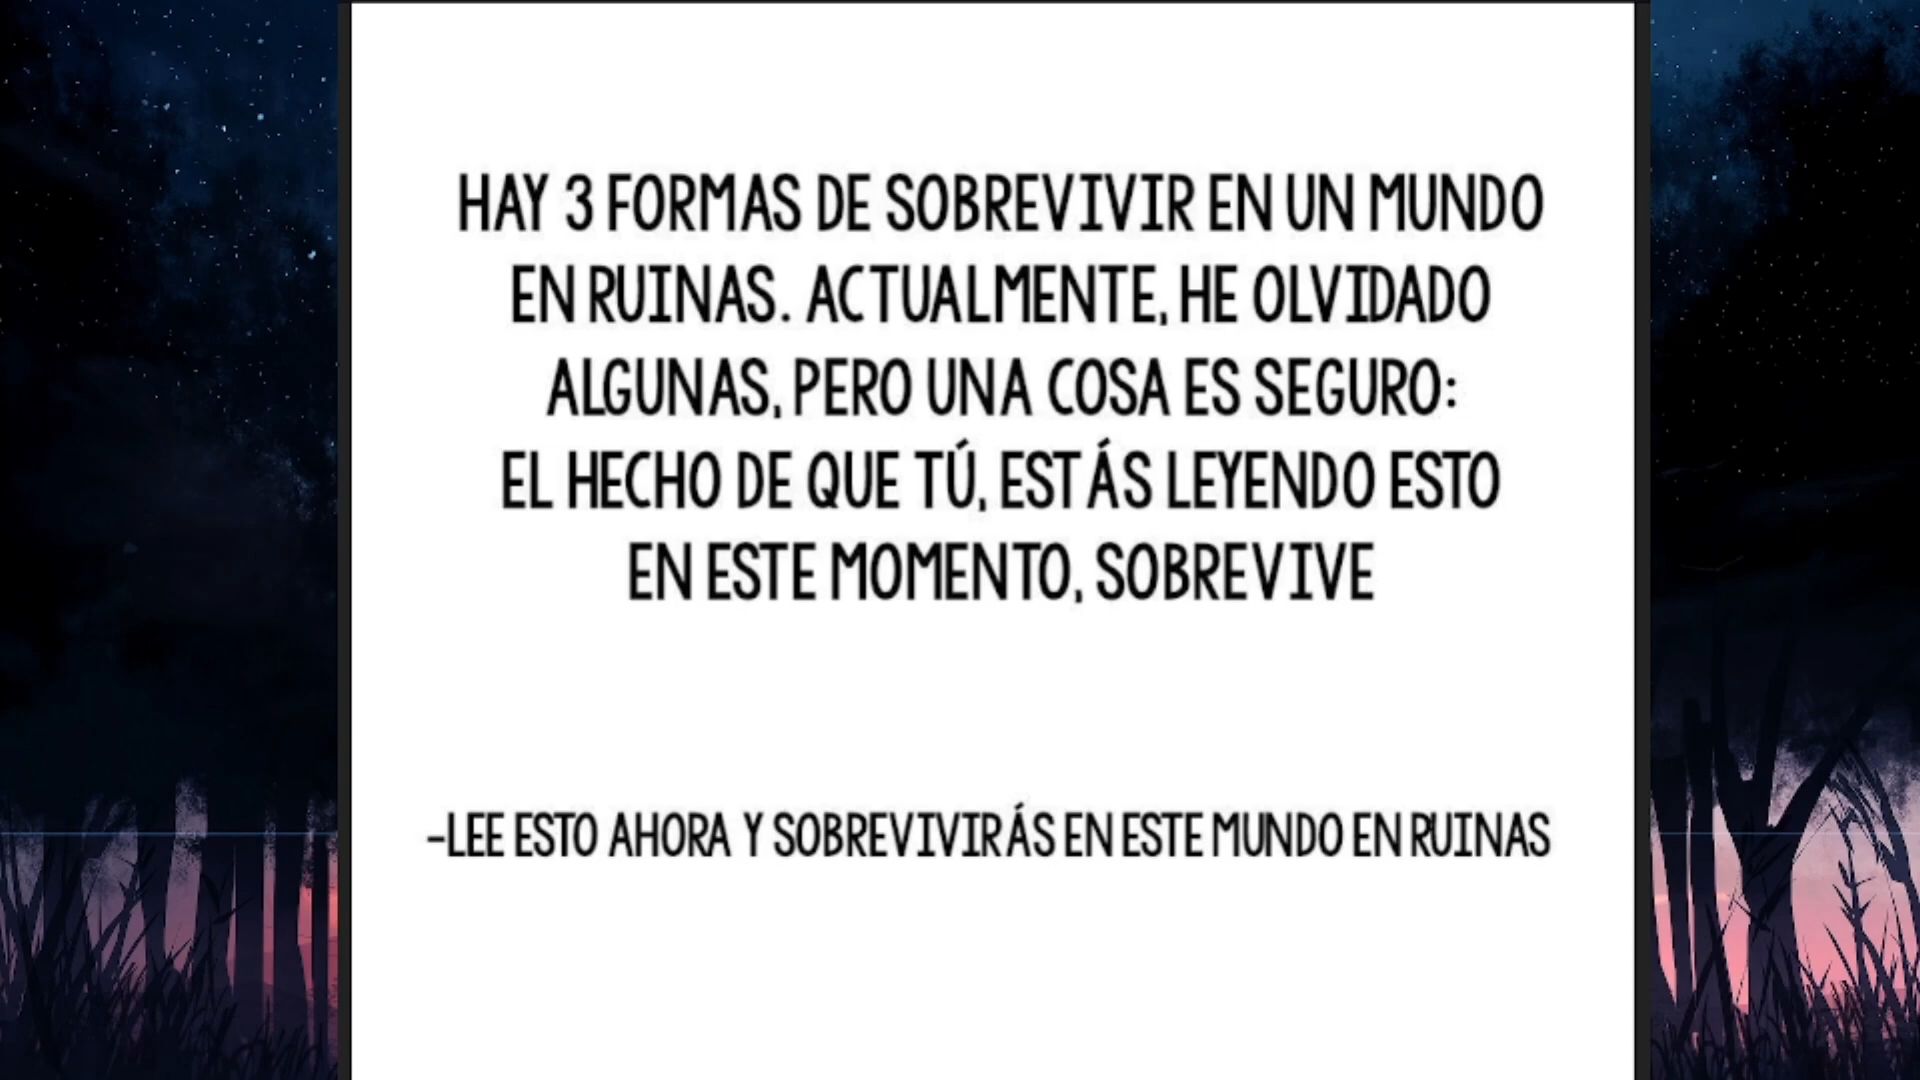 HAY 3 FORMAS DE SOBREVIVIR EN UN MUNDO
EN RUINAS. ACTUALMENTE, HE OLVIDADO
ALGUNAS, PERO UNA COSA ES SEGURO:
EL HECHO DE QUE TÚ, ESTÁS LEYENDO ESTO
EN ESTE MOMENTO, SOBREVIVE
-LEE ESTO AHORA Y SOBREVIVIRÁS EN ESTE MUNDO EN RUINAS